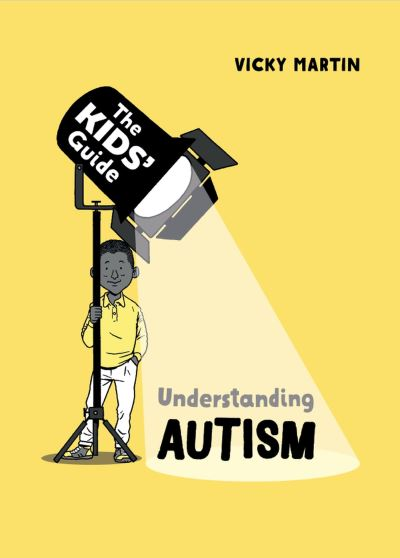 VICKY MARTIN
The
KIDS'
Guide
Understanding
AUTISM